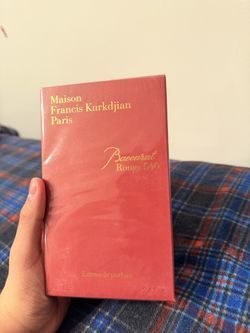 Maison
Francis Kurkdjian
Paris
Baccarat
Rouge 540
Extrait de parfum